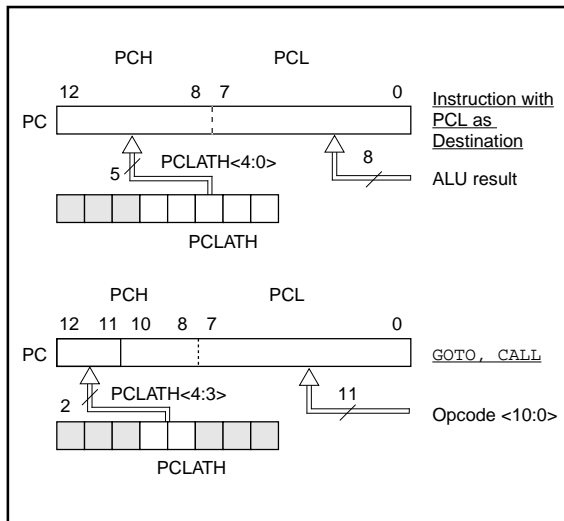 PCH PCL
12 8 7 0
PC
Instruction with
PCL as
Destination
5 PCLATH<4:0> 8
ALU result
PCLATH
PCH PCL
12 11 10 8 7 0
PC
GOTO, CALL
2 PCLATH<4:3> 11
Opcode <10:0>
PCLATH